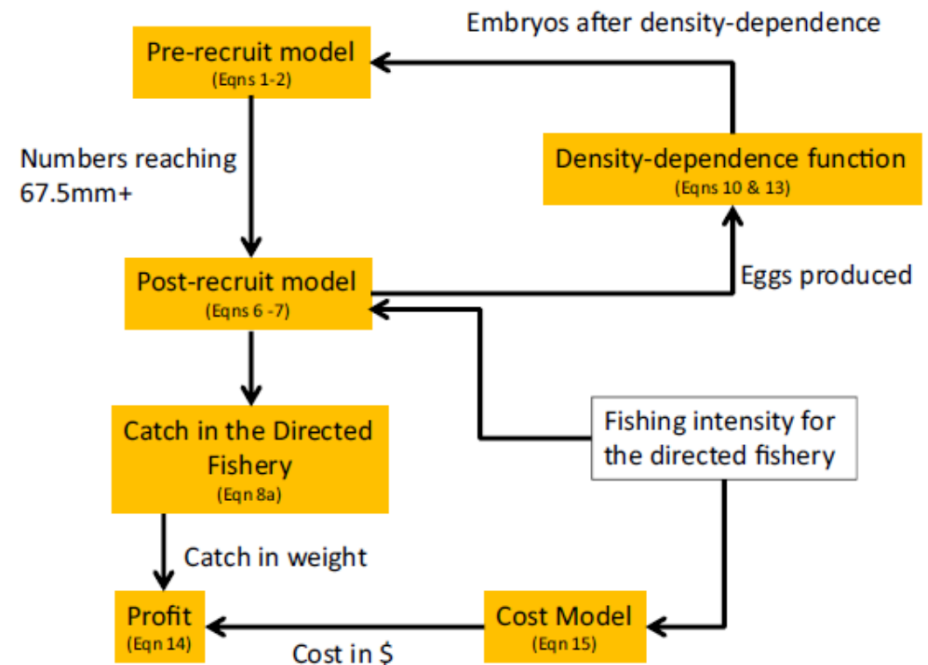 Embryos after density-dependence
Pre-recruit model
(Eqns 1-2)
Numbers reaching
67.5mm+
Density-dependence function
(Eqns 10 & 13)
Post-recruit model
(Eqns 6 -7)
Eggs produced
Catch in the Directed
Fishery
(Eqn 8a)
Fishing intensity for
the directed fishery
Catch in weight
Profit
(Eqn 14)
Cost Model
(Eqn 15)
Cost in $